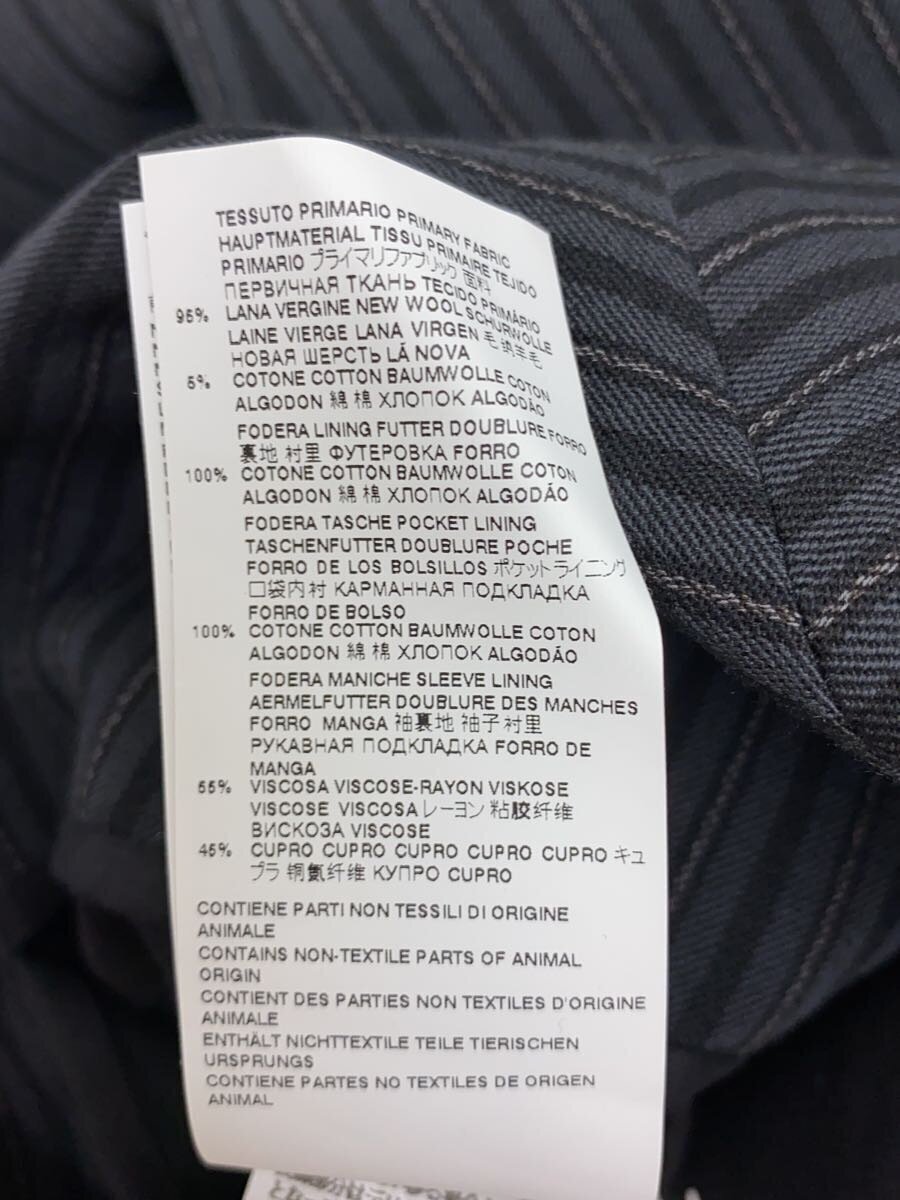 TESSUTO PRIMARIO PRIMARY FABRIC
HAUPTMATERIAL TISSU PRIMAIRE TEJIDO
PRIMARIO プライマリファブリック 面料
ПЕРВИЧНАЯ ТКАНЬ TECIDO PRIMÀRIO
95% LANA VERGINE NEW WOOL SCHURWOLLE
LAINE VIERGE LANA VIRGEN 毛 绵羊毛
НОВАЯ ШЕРСТЬ LÃ NOVA
5% COTONE COTTON BAUMWOLLE COTON
ALGODON 綿 棉 ХЛОПОК ALGODÃO
FODERA LINING FUTTER DOUBLURE FORRO
裏地 村里 ФУТЕРОВКА FORRO
100% COTONE COTTON BAUMWOLLE COTON
ALGODON 綿 棉 ХЛОПОК ALGODÃO
FODERA TASCHE POCKET LINING
TASCHENFUTTER DOUBLURE POCHE
FORRO DE LOS BOLSILLOS ポケットライニング
口袋内衬 КАРМАННАЯ ПОДКЛАДКА
FORRO DE BOLSO
100% COTONE COTTON BAUMWOLLE COTON
ALGODON 綿 棉 ХЛОПОК ALGODÃO
FODERA MANICHE SLEEVE LINING
AERMELFUTTER DOUBLURE DES MANCHES
FORRO MANGA 袖裏地 袖子衬里
РУКАВНАЯ ПОДКЛАДКА FORRO DE
MANGA
55% VISCOSA VISCOSE-RAYON VISKOSE
VISCOSE VISCOSA レーヨン 粘胶纤维
ВИСКОЗА VISCOSE
45% CUPRO CUPRO CUPRO CUPRO CUPRO キュ
プラ 铜氨纤维 КУПРО CUPRO
CONTIENE PARTI NON TESSILI DI ORIGINE
ANIMALE
CONTAINS NON-TEXTILE PARTS OF ANIMAL
ORIGIN
CONTIENT DES PARTIES NON TEXTILES D'ORIGINE
ANIMALE
ENTHÄLT NICHTTEXTILE TEILE TIERISCHEN
URSPRUNGS
CONTIENE PARTES NO TEXTILES DE ORIGEN
ANIMAL